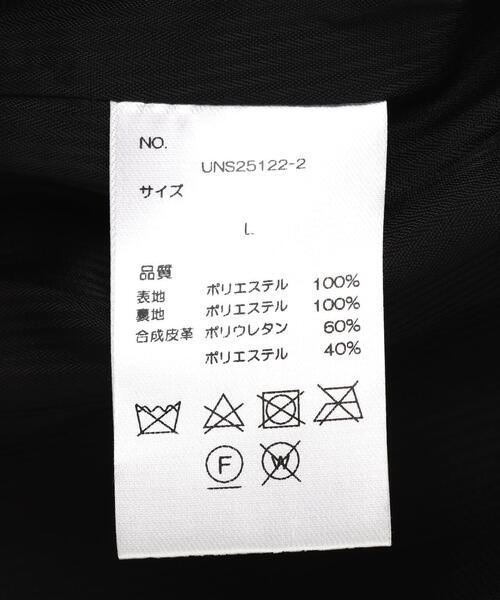 NO.
UNS25122-2
サイズ
L
品質
表地 ポリエステル 100%
裏地 ポリエステル 100%
合成皮革 ポリウレタン 60%
ポリエステル 40%
F W